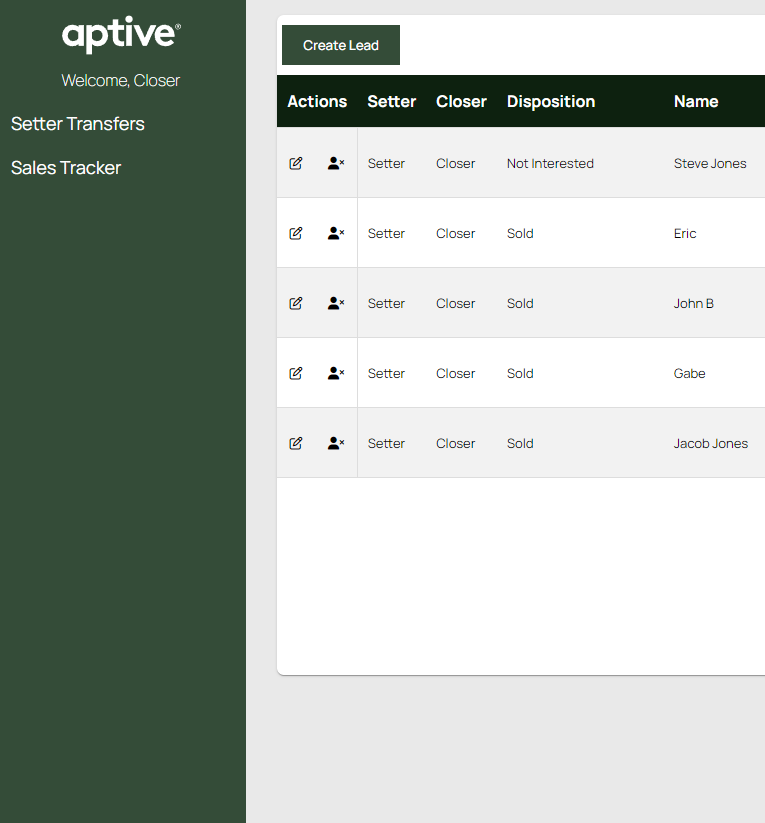 aptive®
Welcome, Closer
Setter Transfers
Sales Tracker
Create Lead
Actions Setter Closer Disposition Name
Setter Closer Not Interested Steve Jones
Setter Closer Sold Eric
Setter Closer Sold John B
Setter Closer Sold Gabe
Setter Closer Sold Jacob Jones